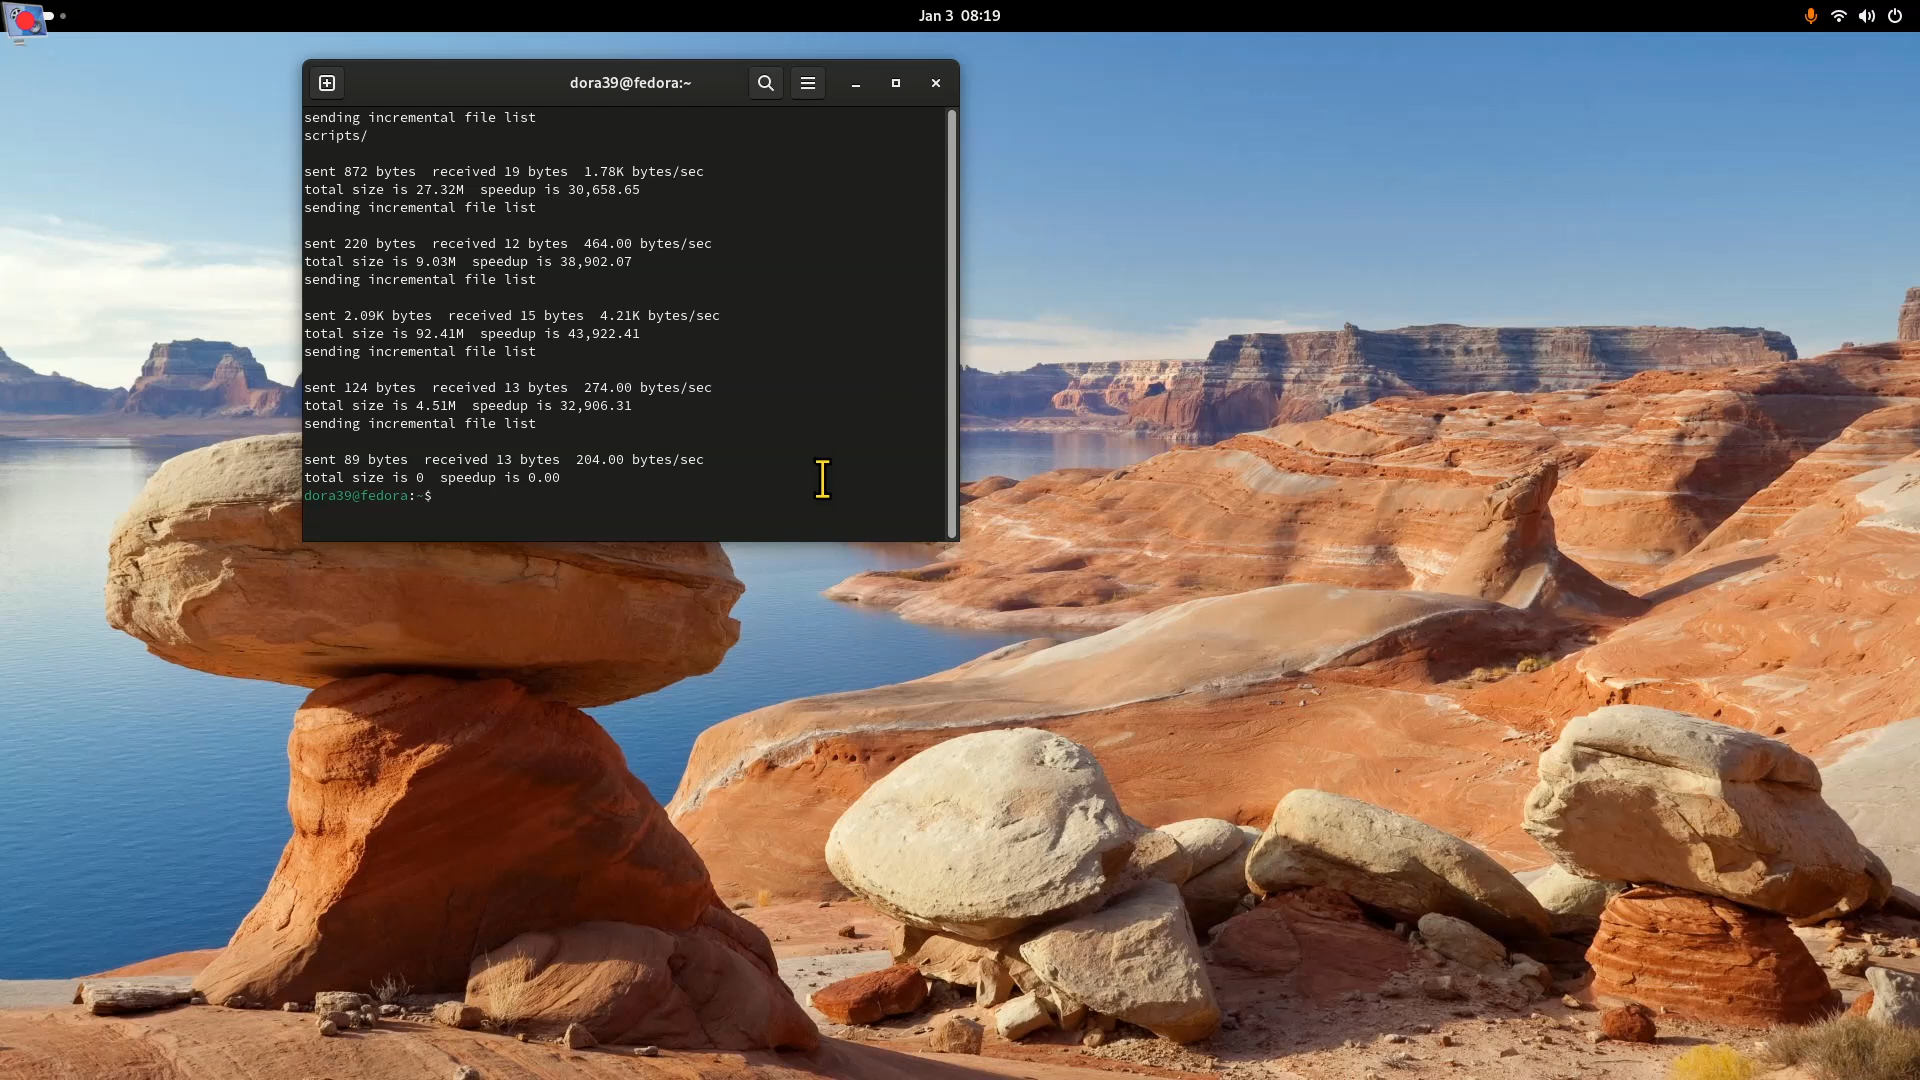 Jan 3 08:19
dora39@fedora:~
sending incremental file list
scripts/
sent 872 bytes  received 19 bytes  1.78K bytes/sec
total size is 27.32M  speedup is 30,658.65
sending incremental file list
sent 220 bytes  received 12 bytes  464.00 bytes/sec
total size is 9.03M  speedup is 38,902.07
sending incremental file list
sent 2.09K bytes  received 15 bytes  4.21K bytes/sec
total size is 92.41M  speedup is 43,922.41
sending incremental file list
sent 124 bytes  received 13 bytes  274.00 bytes/sec
total size is 4.51M  speedup is 32,906.31
sending incremental file list
sent 89 bytes  received 13 bytes  204.00 bytes/sec
total size is 0  speedup is 0.00
dora39@fedora:~$